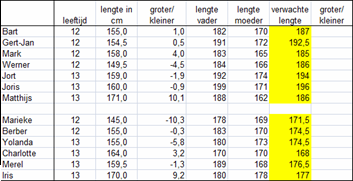 leeftijd lengte in cm groter/ kleiner lengte vader lengte moeder verwachte lengte groter/ kleiner
Bart 12 155,0 1,0 182 170 187
Gert-Jan 12 154,5 0,5 191 172 192,5
Mark 12 158,0 4,0 183 165 185
Werner 12 149,5 -4,5 184 166 186
Jort 13 159,0 -1,9 192 174 194
Joris 13 160,0 -0,9 199 171 196
Matthijs 13 171,0 10,1 188 162 186
Marieke 12 145,0 -10,3 178 169 171,5
Berber 12 155,0 -0,3 183 170 174,5
Yolanda 13 155,0 -5,8 180 173 174,5
Charlotte 13 164,0 3,2 170 170 168
Merel 13 159,5 -1,3 189 168 176,5
Iris 13 170,0 9,2 180 178 177